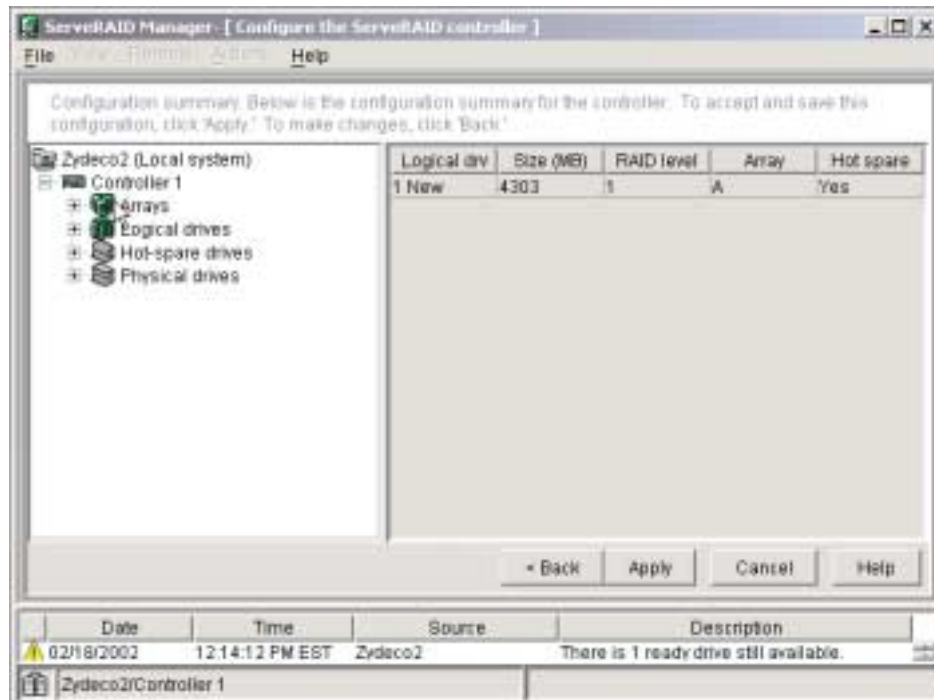 ServeRAID Manager- [ Configure the ServeRAID controller ]
File View Remote Actions Help
Configuration summary. Below is the configuration summary for the controller. To accept and save this
configuration, click 'Apply.' To make changes, click 'Back.'
Zydeco2 (Local system)
Controller 1
Arrays
Logical drives
Hot-spare drives
Physical drives
Logical drv Size (MB) RAID level Array Hot spare
1 New 4303 1 A Yes
< Back Apply Cancel Help
Date Time Source Description
02/18/2002 12:14:12 PM EST Zydeco2 There is 1 ready drive still available.
Zydeco2/Controller 1